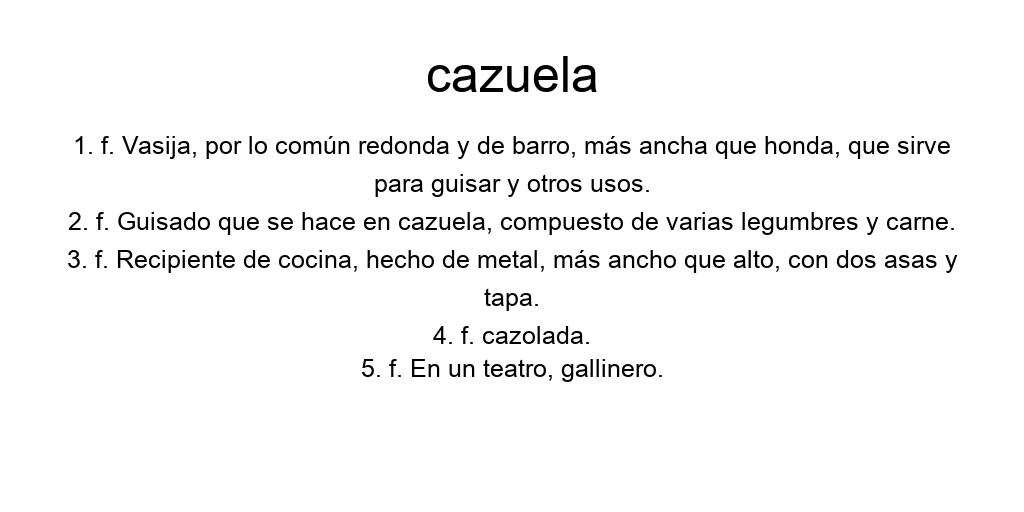 cazuela
1. f. Vasija, por lo común redonda y de barro, más ancha que honda, que sirve
para guisar y otros usos.
2. f. Guisado que se hace en cazuela, compuesto de varias legumbres y carne.
3. f. Recipiente de cocina, hecho de metal, más ancho que alto, con dos asas y
tapa.
4. f. cazolada.
5. f. En un teatro, gallinero.